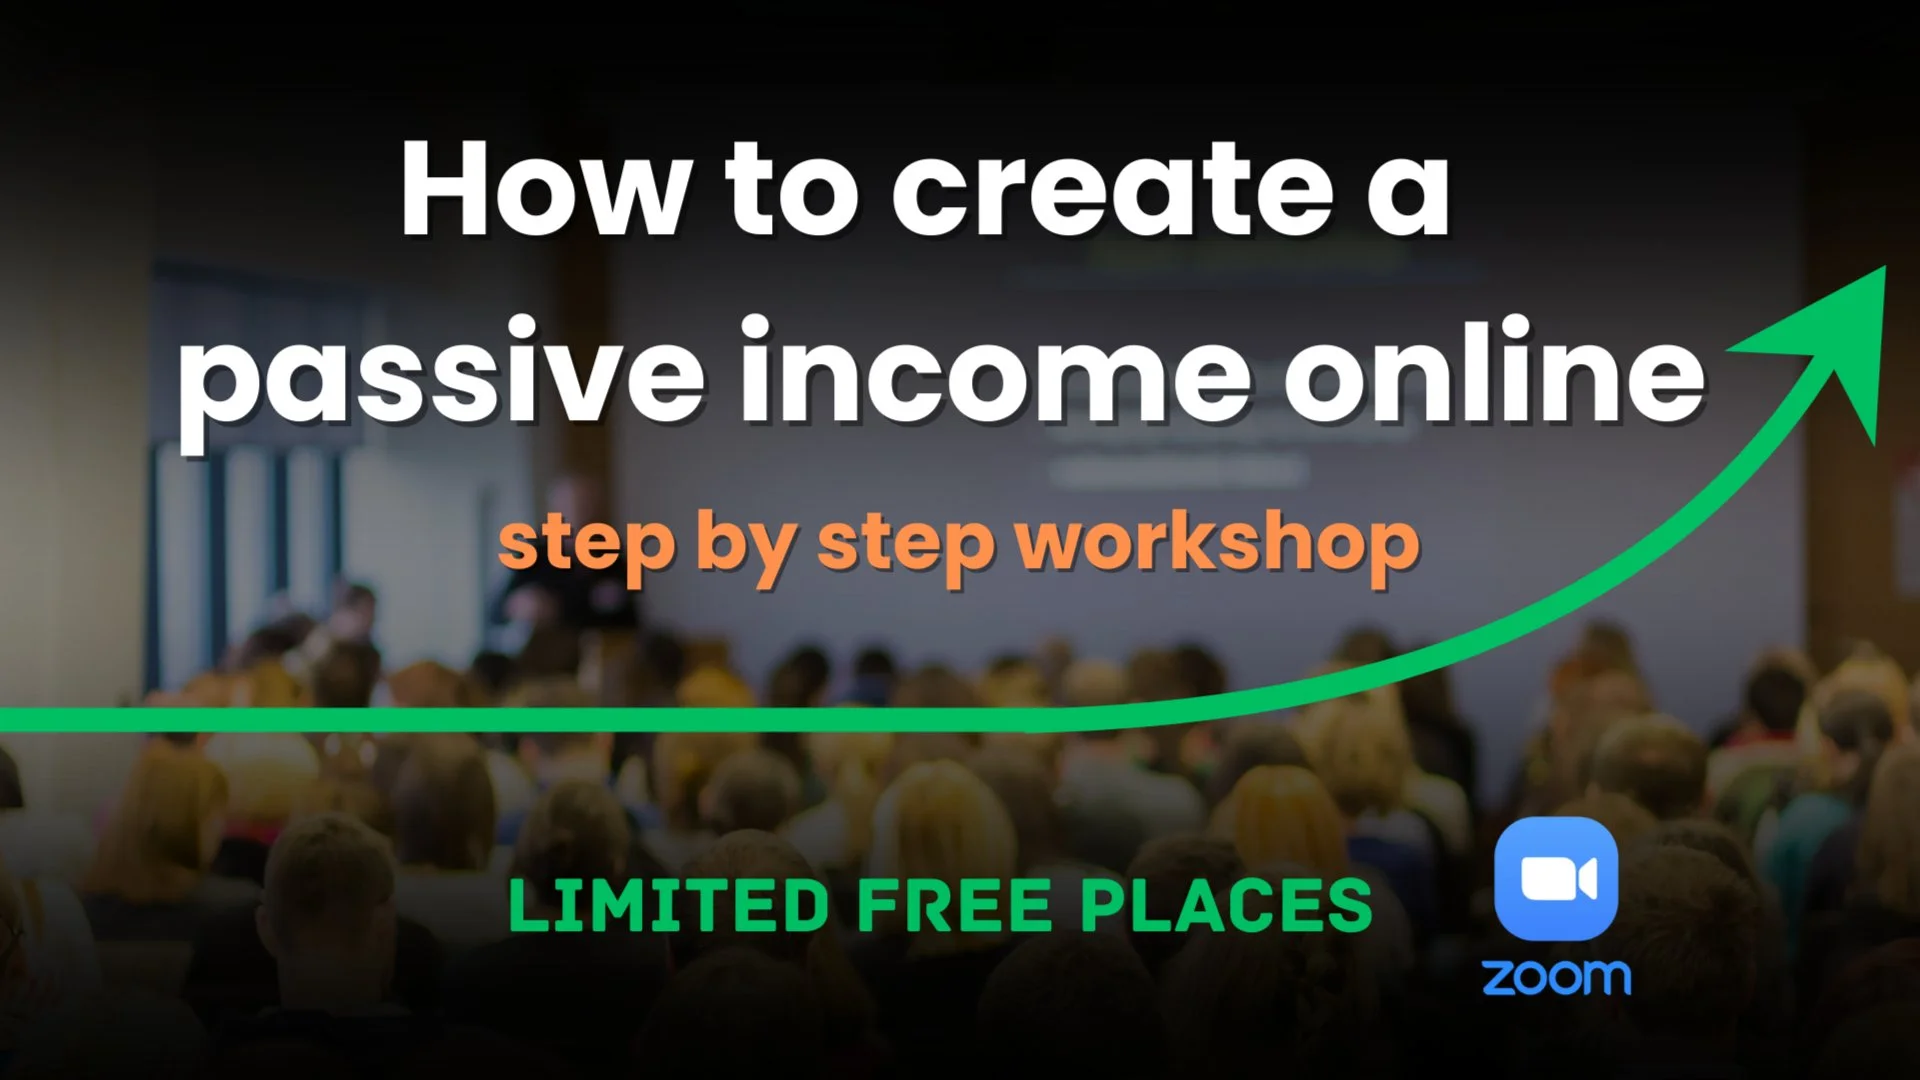 How to create a
passive income online
step by step workshop
LIMITED FREE PLACES
zoom